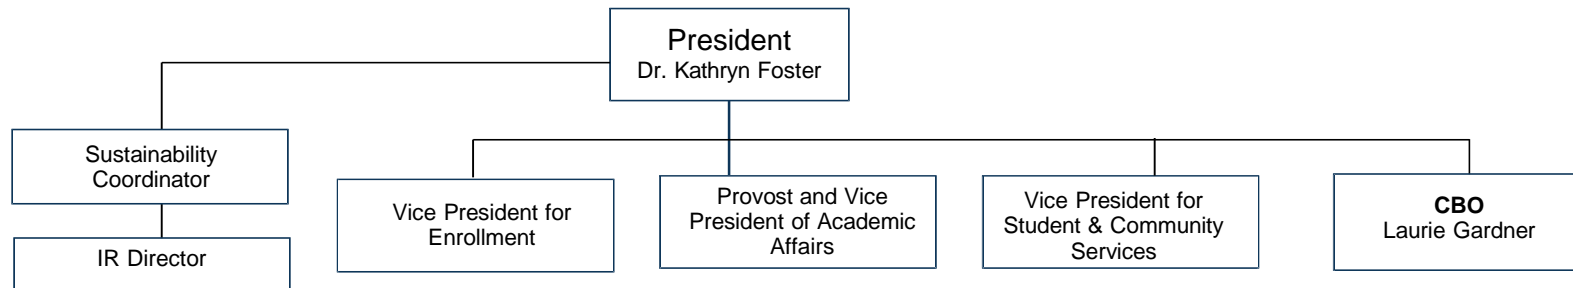 President
Dr. Kathryn Foster
Sustainability
Coordinator
IR Director
Vice President for
Enrollment
Provost and Vice
President of Academic
Affairs
Vice President for
Student & Community
Services
CBO
Laurie Gardner